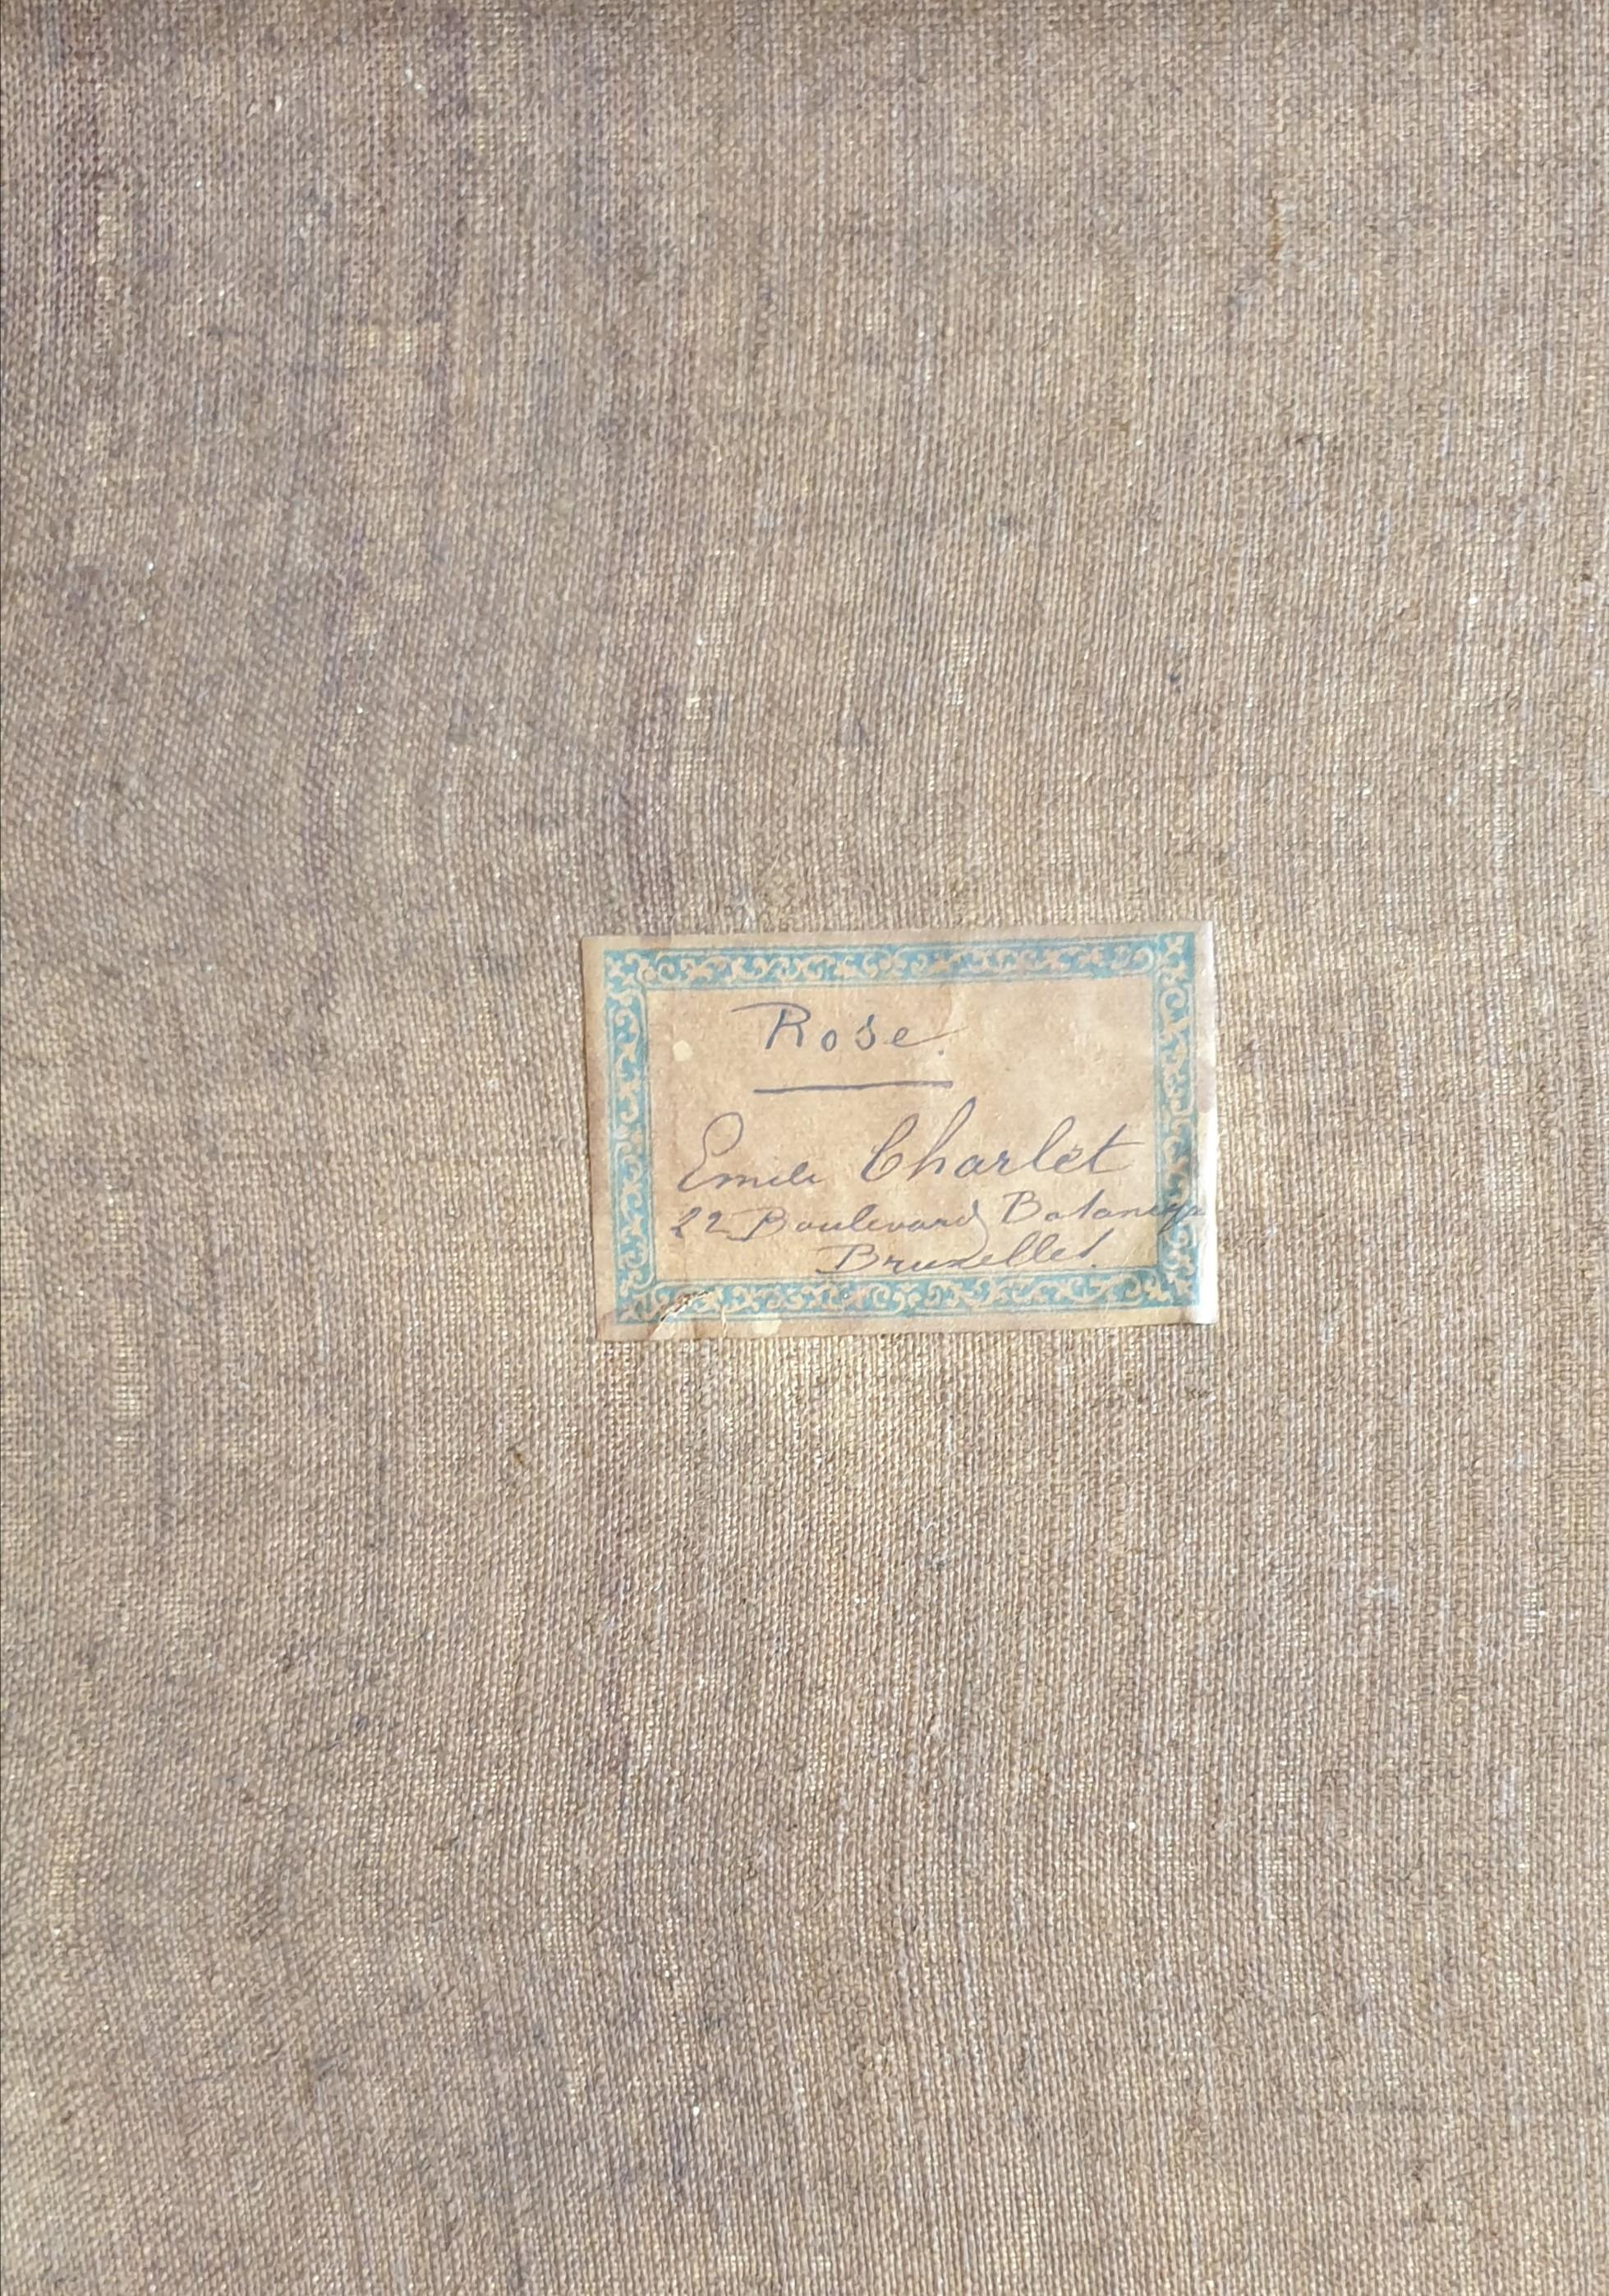 Rose.
Emile Charlet
22 Boulevard Botanique
Bruxelles.